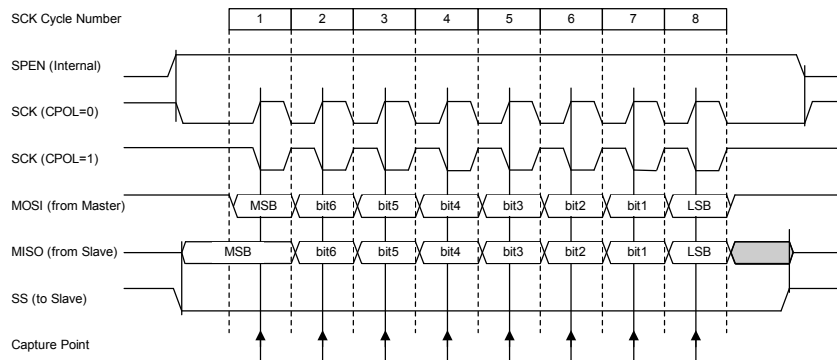 SCK Cycle Number 1 2 3 4 5 6 7 8
SPEN (Internal)
SCK (CPOL=0)
SCK (CPOL=1)
MOSI (from Master) MSB bit6 bit5 bit4 bit3 bit2 bit1 LSB
MISO (from Slave) MSB bit6 bit5 bit4 bit3 bit2 bit1 LSB
SS (to Slave)
Capture Point